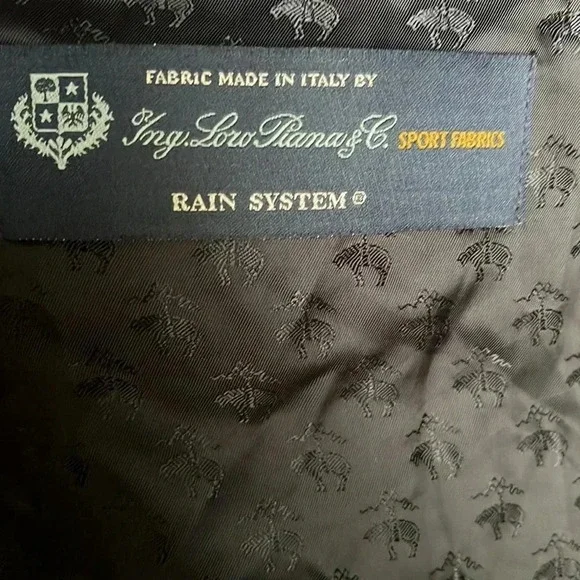 FABRIC MADE IN ITALY BY
Ing. Loro Piana & C. SPORT FABRICS
RAIN SYSTEM ®